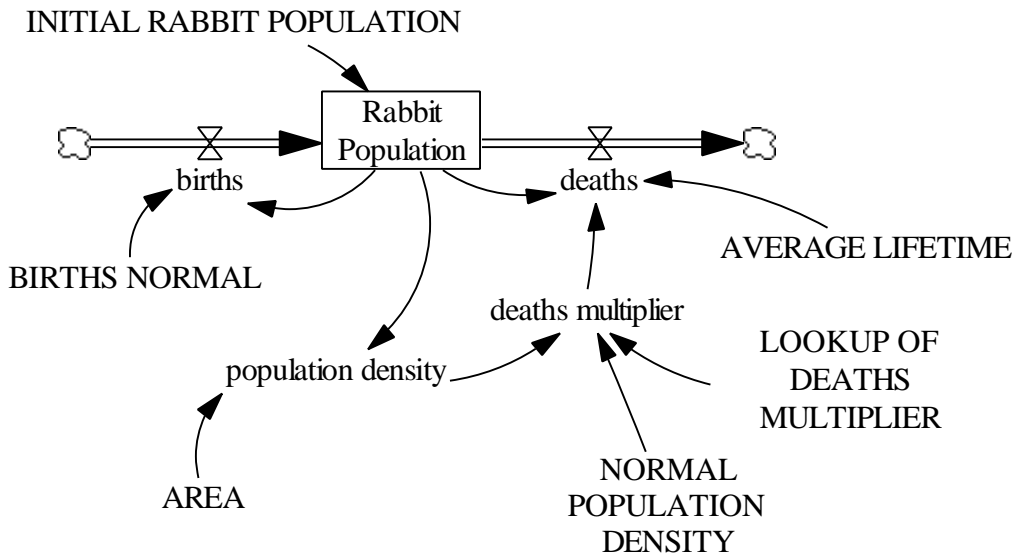 INITIAL RABBIT POPULATION
Rabbit
Population
births
deaths
AVERAGE LIFETIME
BIRTHS NORMAL
deaths multiplier
population density
LOOKUP OF
DEATHS
MULTIPLIER
AREA
NORMAL
POPULATION
DENSITY